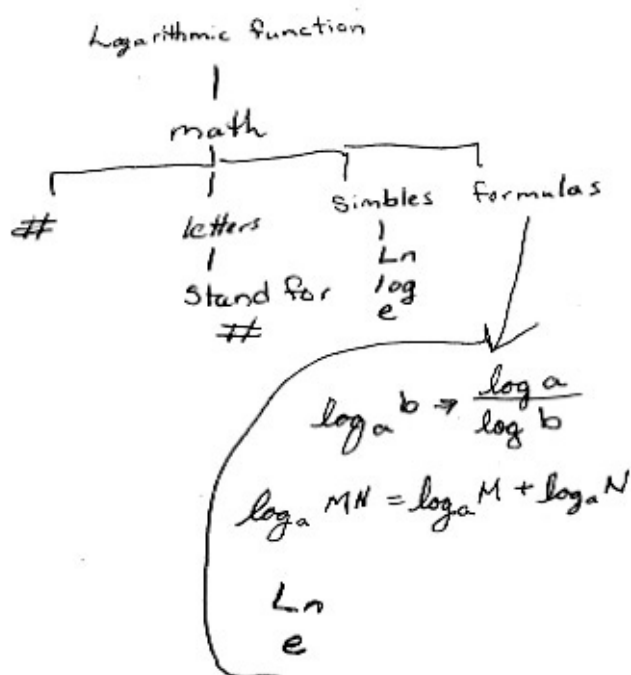 Logarithmic function
math
# letters Simbles formulas
Stand for
#
Ln
log
e
log_a b → log a / log b
log_a MN = log_a M + log_a N
Ln
e